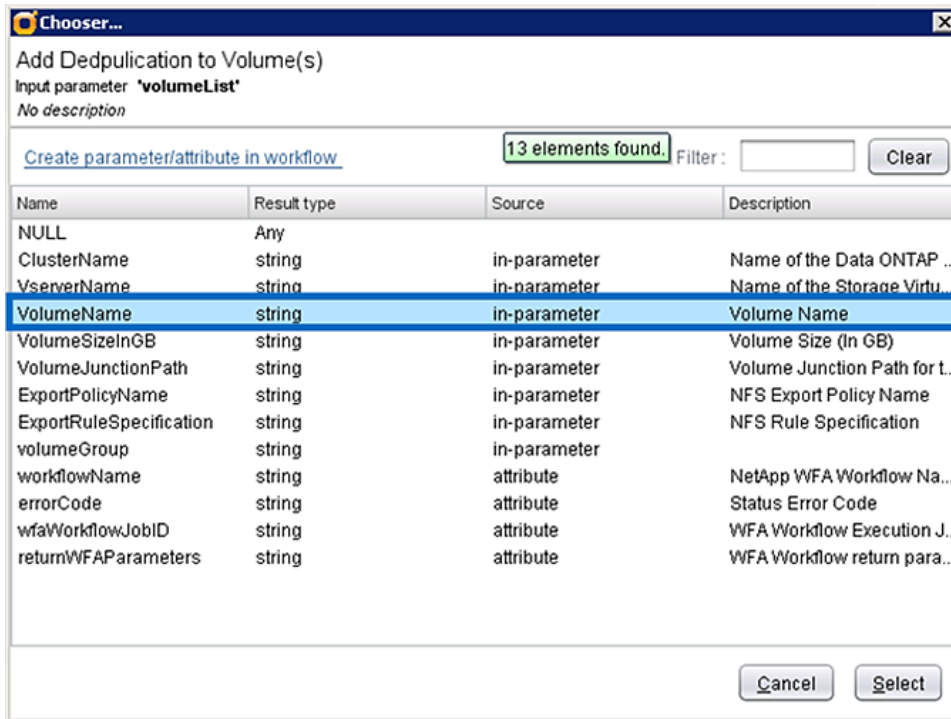 Chooser...
Add Dedpulication to Volume(s)
Input parameter 'volumeList'
No description
Create parameter/attribute in workflow 13 elements found. Filter : Clear
Name Result type Source Description
NULL Any
ClusterName string in-parameter Name of the Data ONTAP ...
VserverName string in-parameter Name of the Storage Virtu...
VolumeName string in-parameter Volume Name
VolumeSizeInGB string in-parameter Volume Size (In GB)
VolumeJunctionPath string in-parameter Volume Junction Path for t...
ExportPolicyName string in-parameter NFS Export Policy Name
ExportRuleSpecification string in-parameter NFS Rule Specification
volumeGroup string in-parameter
workflowName string attribute NetApp WFA Workflow Na...
errorCode string attribute Status Error Code
wfaWorkflowJobID string attribute WFA Workflow Execution J...
returnWFAParameters string attribute WFA Workflow return para...
Cancel Select